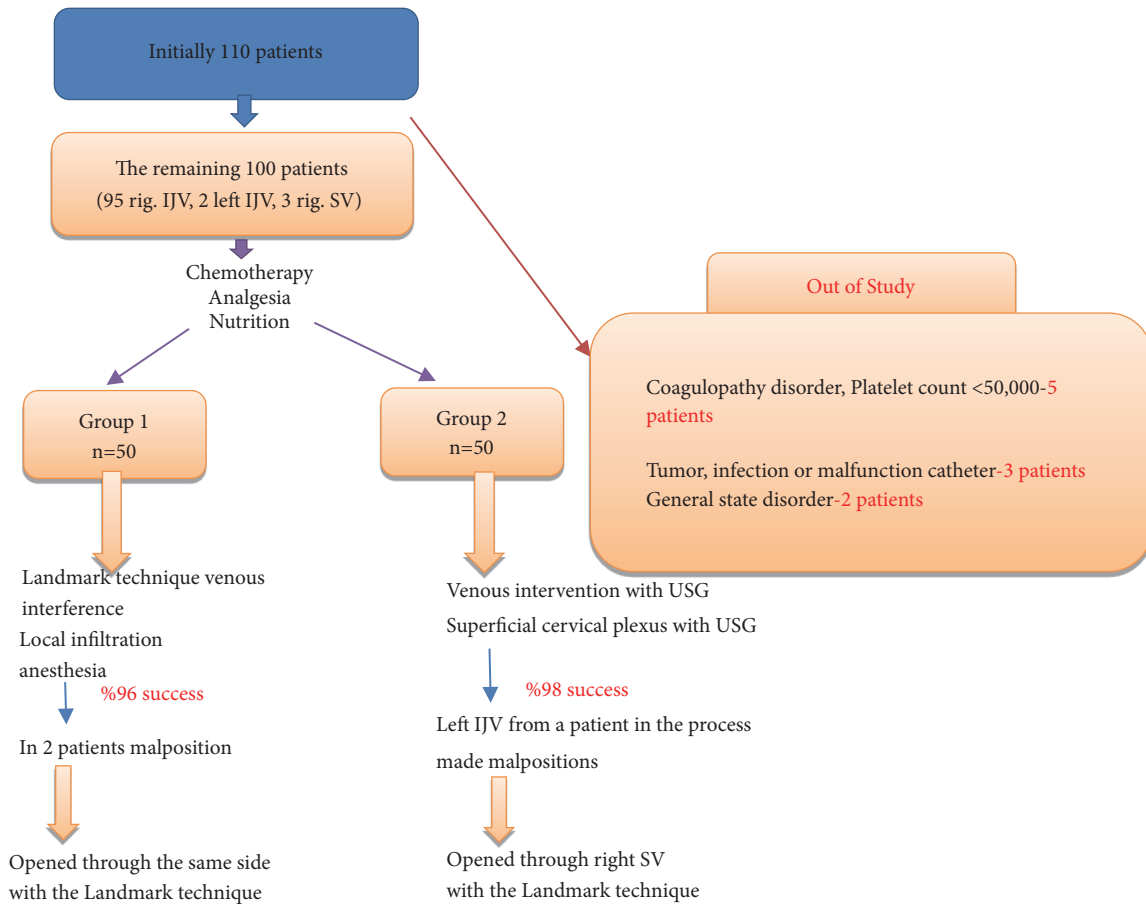 Initially 110 patients
The remaining 100 patients
(95 rig. IJV, 2 left IJV, 3 rig. SV)
Chemotherapy
Analgesia
Nutrition
Out of Study
Coagulopathy disorder, Platelet count <50,000-5
patients
Tumor, infection or malfunction catheter-3 patients
General state disorder-2 patients
Group 1
n=50
Group 2
n=50
Landmark technique venous
interference
Local infiltration
anesthesia
%96 success
In 2 patients malposition
Opened through the same side
with the Landmark technique
Venous intervention with USG
Superficial cervical plexus with USG
%98 success
Left IJV from a patient in the process
made malpositions
Opened through right SV
with the Landmark technique